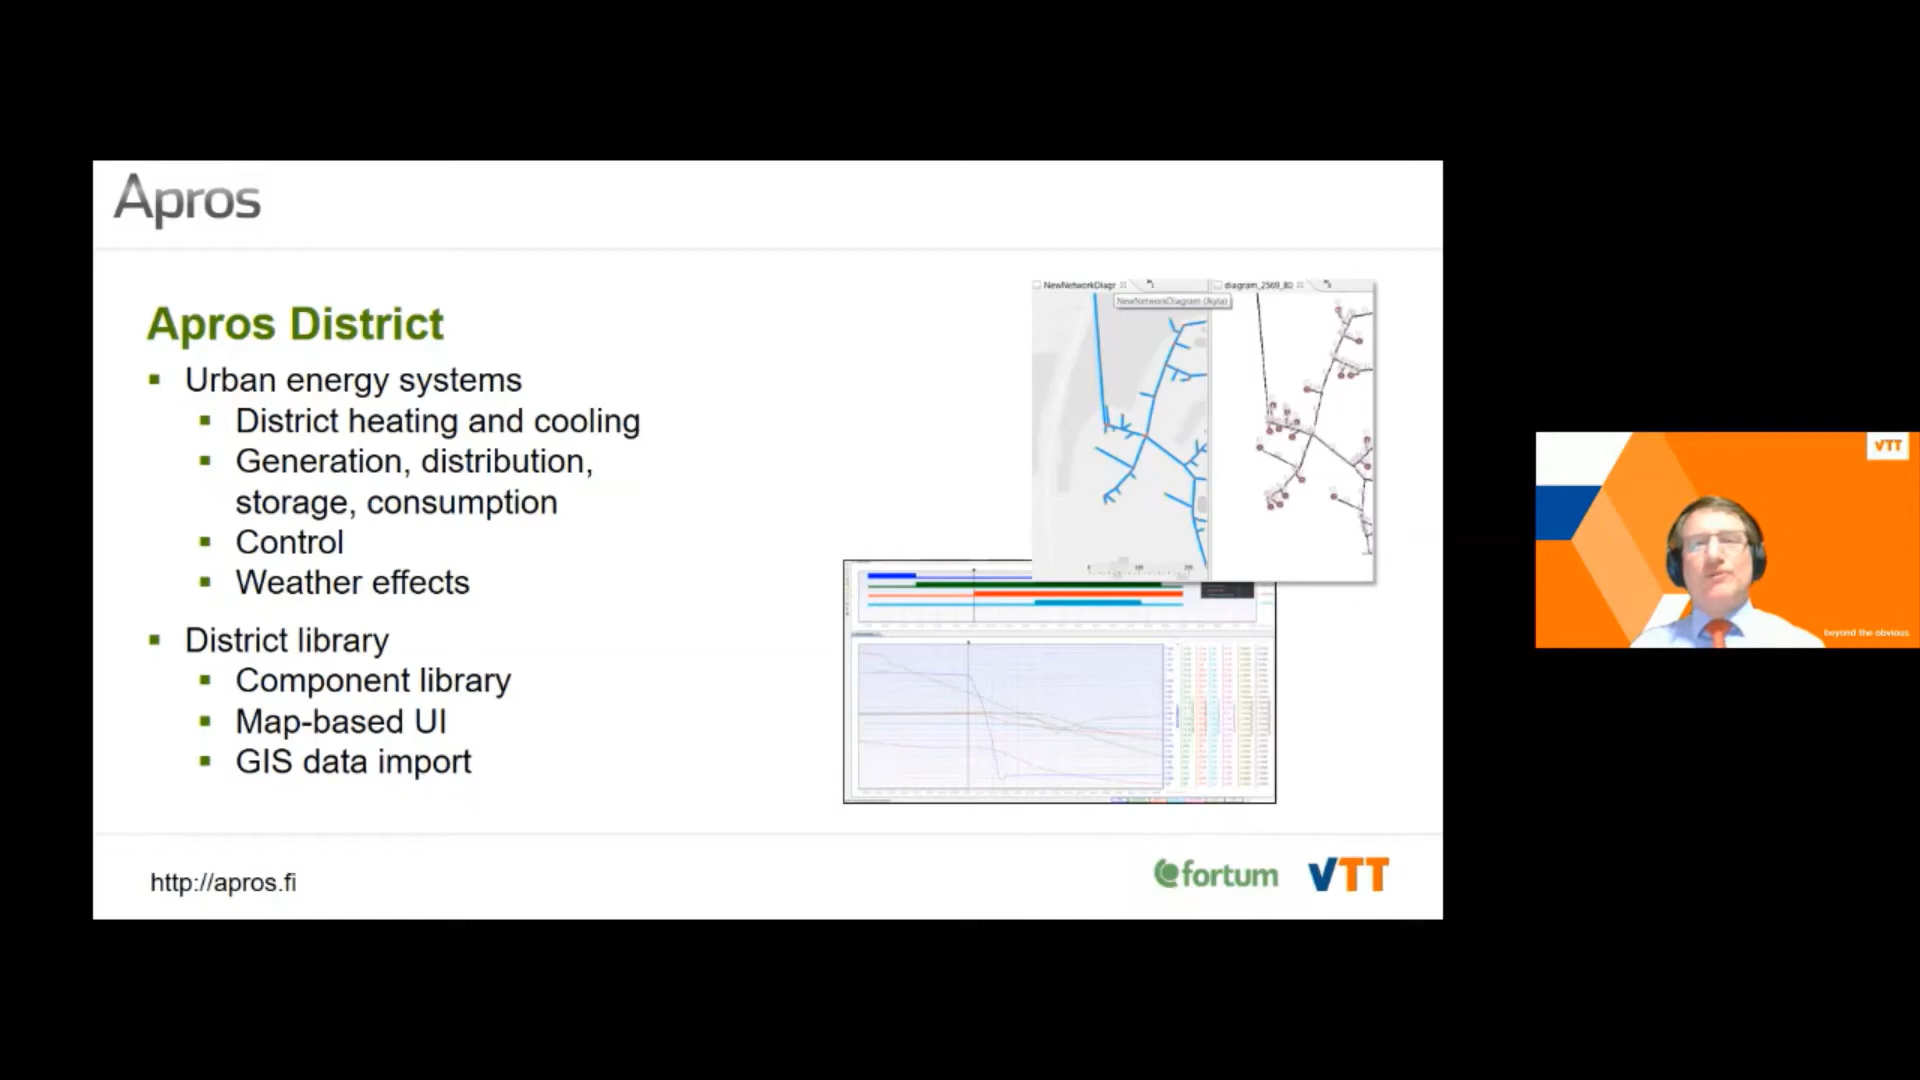 Apros
Apros District
Urban energy systems
District heating and cooling
Generation, distribution,
storage, consumption
Control
Weather effects
District library
Component library
Map-based UI
GIS data import
NewNetworkDiagr
diagram_2569_80
NewNetworkDiagram (Nyla)
http://apros.fi
fortum
VTT
VTT
beyond the obvious